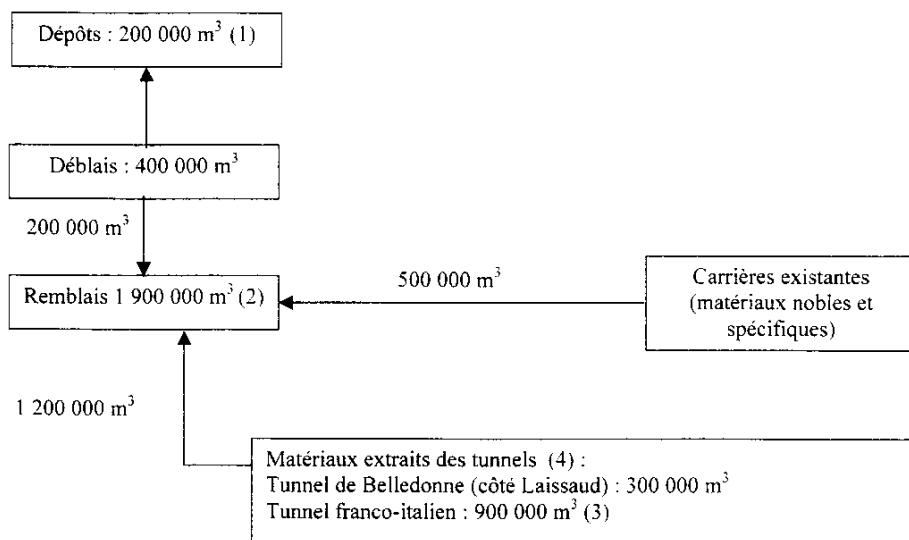 Dépôts : 200 000 m³ (1)
Déblais : 400 000 m³
200 000 m³
Remblais 1 900 000 m³ (2)
500 000 m³
Carrières existantes
(matériaux nobles et
spécifiques)
1 200 000 m³
Matériaux extraits des tunnels (4) :
Tunnel de Belledonne (côté Laissaud) : 300 000 m³
Tunnel franco-italien : 900 000 m³ (3)